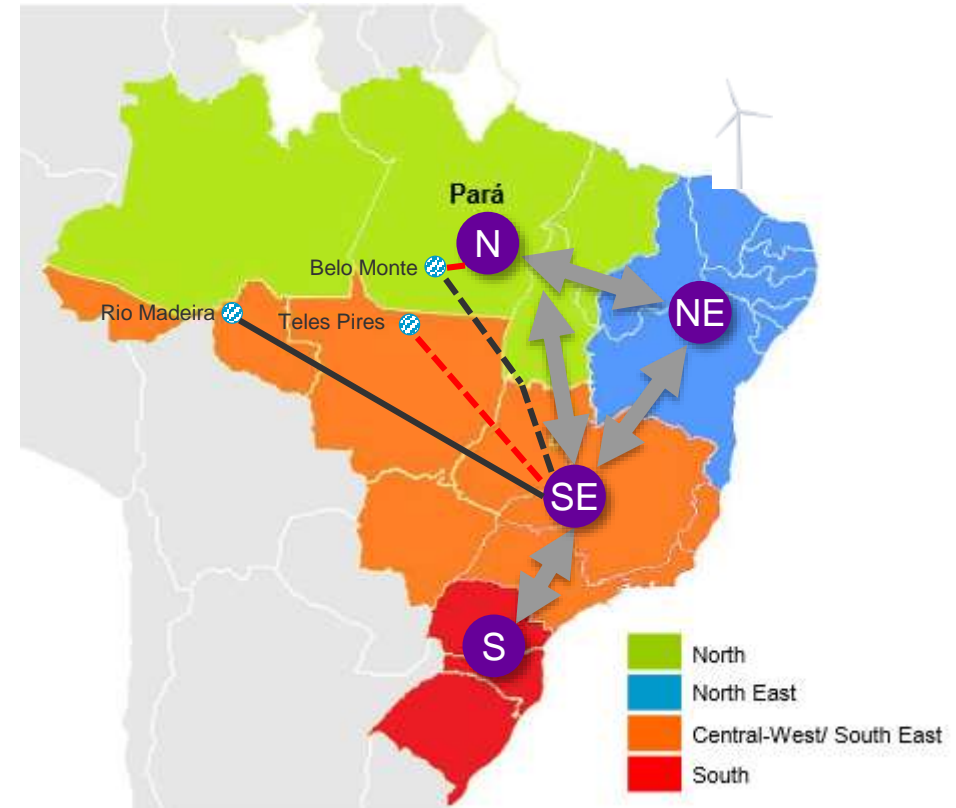 Pará
N
Belo Monte
Rio Madeira
Teles Pires
NE
SE
S
North
North East
Central-West/ South East
South